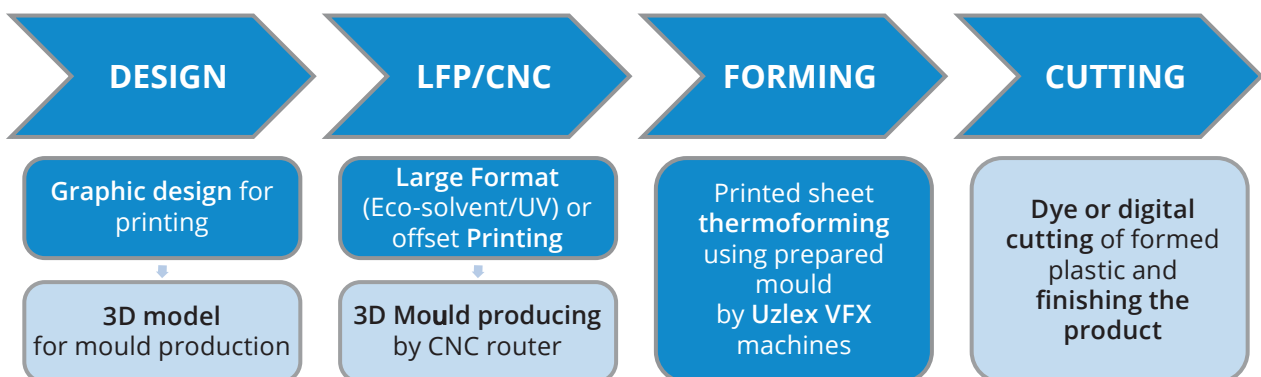 DESIGN
LFP/CNC
FORMING
CUTTING
Graphic design for
printing
3D model
for mould production
Large Format
(Eco-solvent/UV) or
offset Printing
3D Mould producing
by CNC router
Printed sheet
thermoforming
using prepared
mould
by Uzlex VFX
machines
Dye or digital
cutting of formed
plastic and
finishing the
product